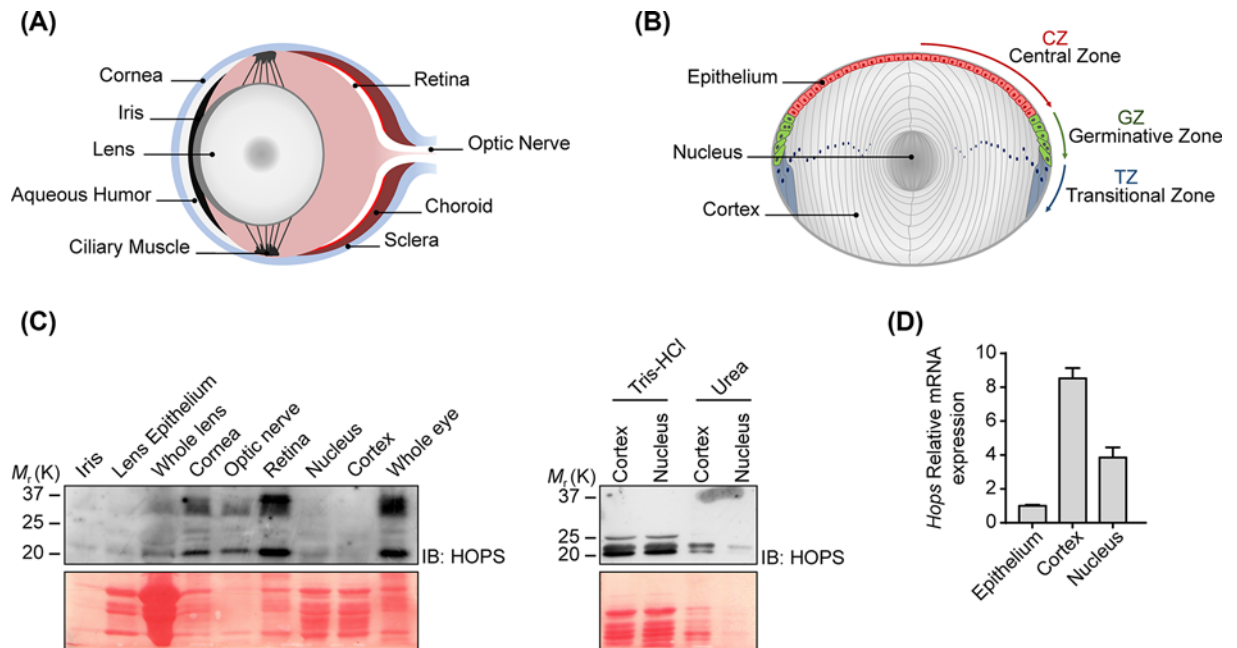 (A)
Cornea
Iris
Lens
Aqueous Humor
Ciliary Muscle
Retina
Optic Nerve
Choroid
Sclera
(B)
CZ
Central Zone
Epithelium
GZ
Germinative Zone
Nucleus
TZ
Transitional Zone
Cortex
(C)
Iris
Lens Epithelium
Whole lens
Cornea
Optic nerve
Retina
Nucleus
Cortex
Whole eye
Mr (K)
37
25
20
IB: HOPS
Tris-HCl
Urea
Cortex
Nucleus
Cortex
Nucleus
Mr (K)
37
25
20
IB: HOPS
(D)
Hops Relative mRNA
expression
10
8
6
4
2
0
Epithelium
Cortex
Nucleus